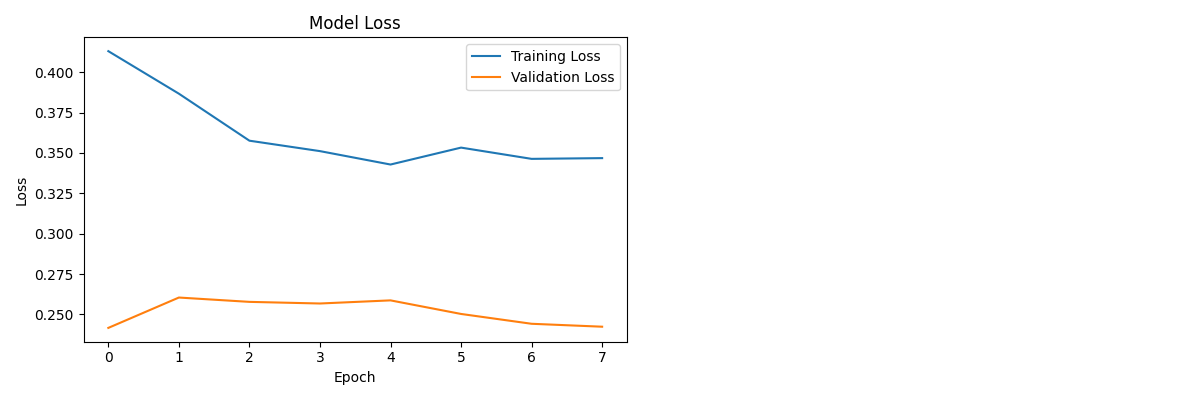 Model Loss
Training Loss
Validation Loss
0.400
0.375
0.350
0.325
0.300
0.275
0.250
Loss
0 1 2 3 4 5 6 7
Epoch